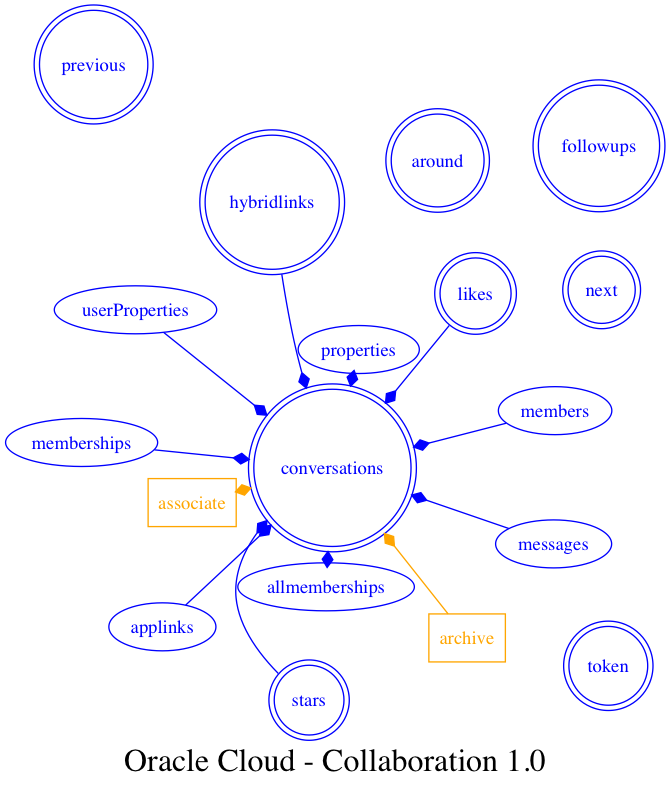 previous
followups
around
hybridlinks
next
likes
userProperties
properties
members
memberships
conversations
associate
messages
allmemberships
applinks
archive
token
stars
Oracle Cloud - Collaboration 1.0